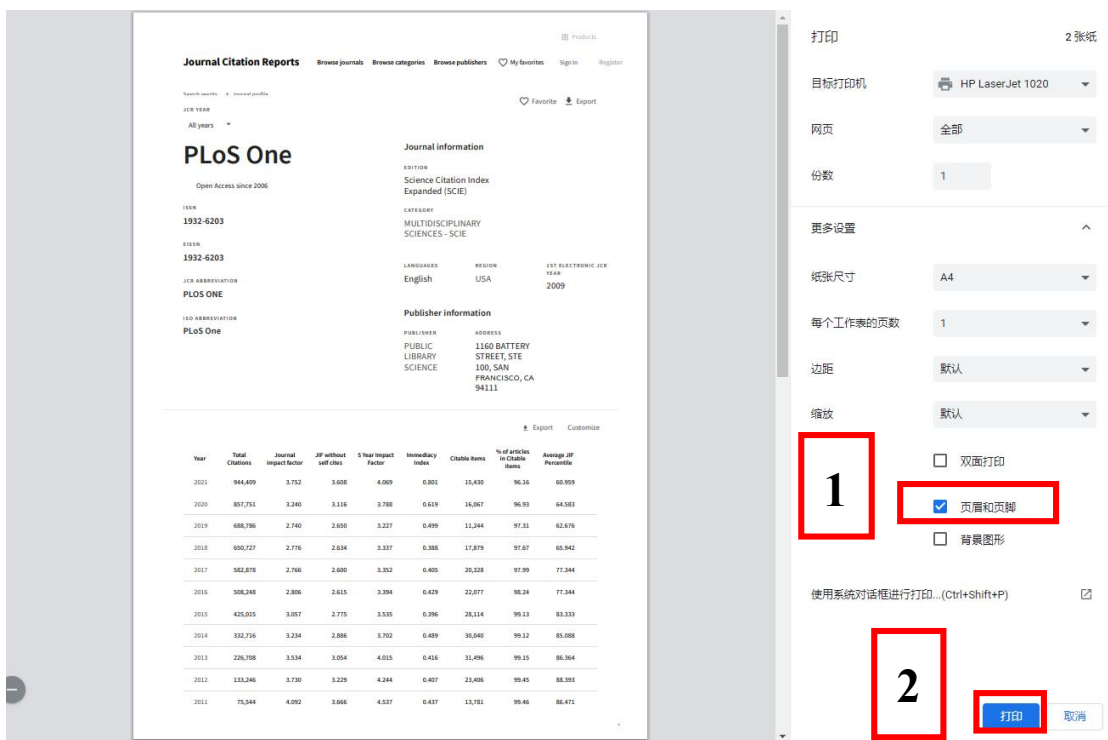 Products
Journal Citation Reports Browse journals Browse categories Browse publishers My favorites Sign In Register
Search results > Journal profile
Favorite Export
JCR YEAR
All years
PLoS One
Open Access since 2006
ISSN
1932-6203
EISSN
1932-6203
JCR ABBREVIATION
PLOS ONE
ISO ABBREVIATION
PLoS One
Journal information
EDITION
Science Citation Index
Expanded (SCIE)
CATEGORY
MULTIDISCIPLINARY
SCIENCES - SCIE
LANGUAGES REGION 1ST ELECTRONIC JCR
YEAR
English USA 2009
Publisher information
PUBLISHER ADDRESS
PUBLIC 1160 BATTERY
LIBRARY STREET, STE
SCIENCE 100, SAN
FRANCISCO, CA
94111
Export Customize
Year Total Citations Journal impact factor JIF without self cites 5 Year Impact Factor Immediacy Index Citable items % of articles in Citable items Average JIF Percentile
2021 944,409 3.752 3.608 4.069 0.801 15,430 96.16 60.959
2020 857,751 3.240 3.116 3.788 0.619 16,067 96.93 64.583
2019 688,786 2.740 2.650 3.227 0.499 11,244 97.31 62.676
2018 650,727 2.776 2.634 3.337 0.388 17,879 97.67 65.942
2017 582,878 2.766 2.600 3.352 0.405 20,328 97.99 77.344
2016 508,248 2.806 2.615 3.394 0.429 22,077 98.24 77.344
2015 425,015 3.057 2.775 3.535 0.396 28,114 99.13 83.333
2014 332,716 3.234 2.886 3.702 0.489 30,040 99.12 85.088
2013 226,708 3.534 3.054 4.015 0.416 31,496 99.15 86.364
2012 133,246 3.730 3.229 4.244 0.407 23,406 99.45 88.393
2011 75,544 4.092 3.666 4.537 0.437 13,781 99.46 86.471
打印 2 张纸
目标打印机 HP LaserJet 1020
网页 全部
份数 1
更多设置
纸张尺寸 A4
每个工作表的页数 1
边距 默认
缩放 默认
双面打印
1
页眉和页脚
背景图形
使用系统对话框进行打印...(Ctrl+Shift+P)
2
打印 取消